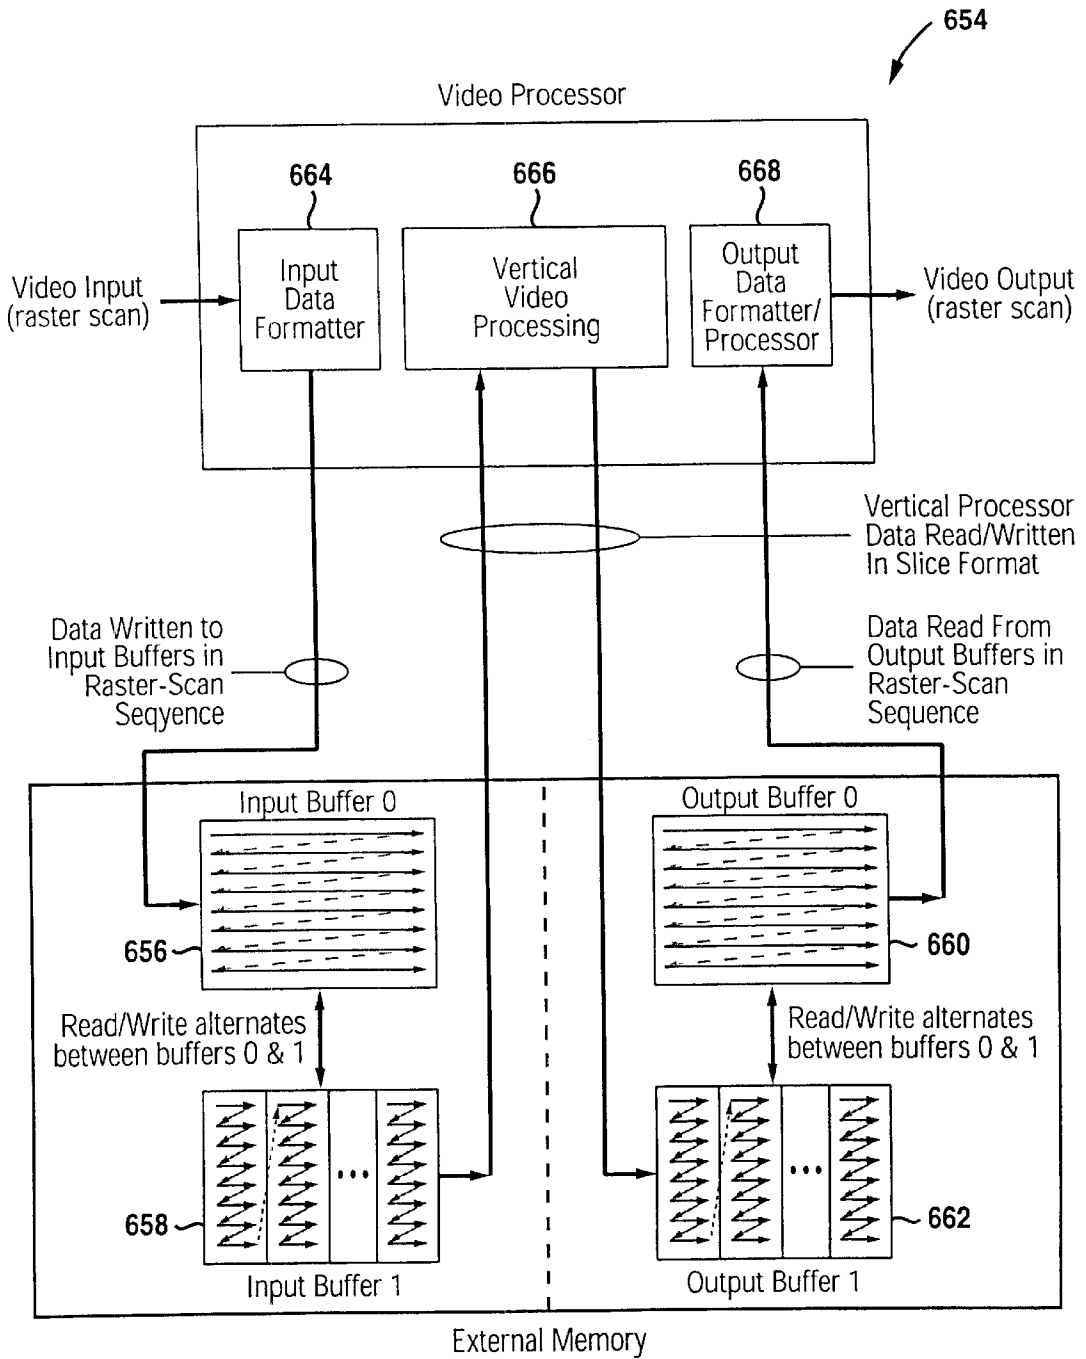 654
Video Processor
664
666
668
Input
Data
Formatter
Vertical
Video
Processing
Output
Data
Formatter/
Processor
Video Input
(raster scan)
Video Output
(raster scan)
Vertical Processor
Data Read/Written
In Slice Format
Data Written to
Input Buffers in
Raster-Scan
Seqyence
Data Read From
Output Buffers in
Raster-Scan
Sequence
Input Buffer 0
Output Buffer 0
656
660
Read/Write alternates
between buffers 0 & 1
Read/Write alternates
between buffers 0 & 1
658
662
Input Buffer 1
Output Buffer 1
External Memory